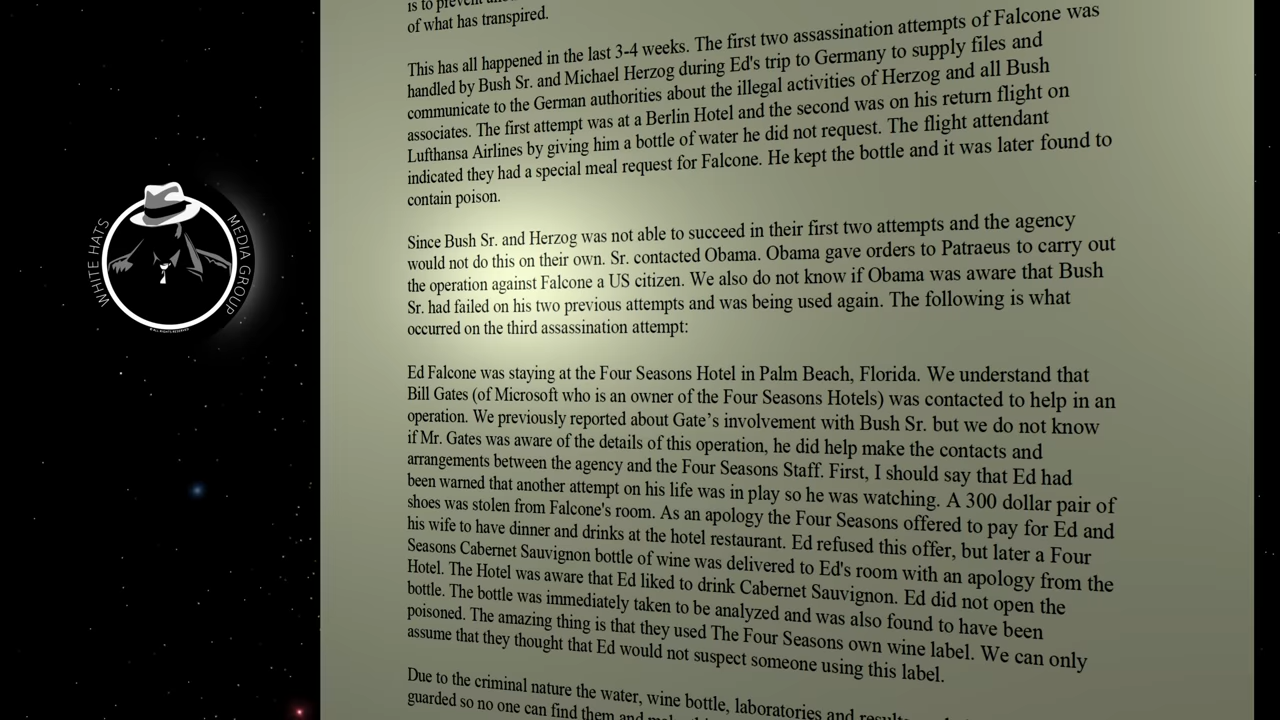 of what has transpired.
This has all happened in the last 3-4 weeks. The first two assassination attempts of Falcone was
handled by Bush Sr. and Michael Herzog during Ed's trip to Germany to supply files and
communicate to the German authorities about the illegal activities of Herzog and all Bush
associates. The first attempt was at a Berlin Hotel and the second was on his return flight on
Lufthansa Airlines by giving him a bottle of water he did not request. The flight attendant
indicated they had a special meal request for Falcone. He kept the bottle and it was later found to
contain poison.
Since Bush Sr. and Herzog was not able to succeed in their first two attempts and the agency
would not do this on their own. Sr. contacted Obama. Obama gave orders to Patraeus to carry out
the operation against Falcone a US citizen. We also do not know if Obama was aware that Bush
Sr. had failed on his two previous attempts and was being used again. The following is what
occurred on the third assassination attempt:
Ed Falcone was staying at the Four Seasons Hotel in Palm Beach, Florida. We understand that
Bill Gates (of Microsoft who is an owner of the Four Seasons Hotels) was contacted to help in an
operation. We previously reported about Gate’s involvement with Bush Sr. but we do not know
if Mr. Gates was aware of the details of this operation, he did help make the contacts and
arrangements between the agency and the Four Seasons Staff. First, I should say that Ed had
been warned that another attempt on his life was in play so he was watching. A 300 dollar pair of
shoes was stolen from Falcone's room. As an apology the Four Seasons offered to pay for Ed and
his wife to have dinner and drinks at the hotel restaurant. Ed refused this offer, but later a Four
Seasons Cabernet Sauvignon bottle of wine was delivered to Ed's room with an apology from the
Hotel. The Hotel was aware that Ed liked to drink Cabernet Sauvignon. Ed did not open the
bottle. The bottle was immediately taken to be analyzed and was also found to have been
poisoned. The amazing thing is that they used The Four Seasons own wine label. We can only
assume that they thought that Ed would not suspect someone using this label.
Due to the criminal nature the water, wine bottle, laboratories and
guarded so no one can find them and
WHITE HATS
MEDIA GROUP